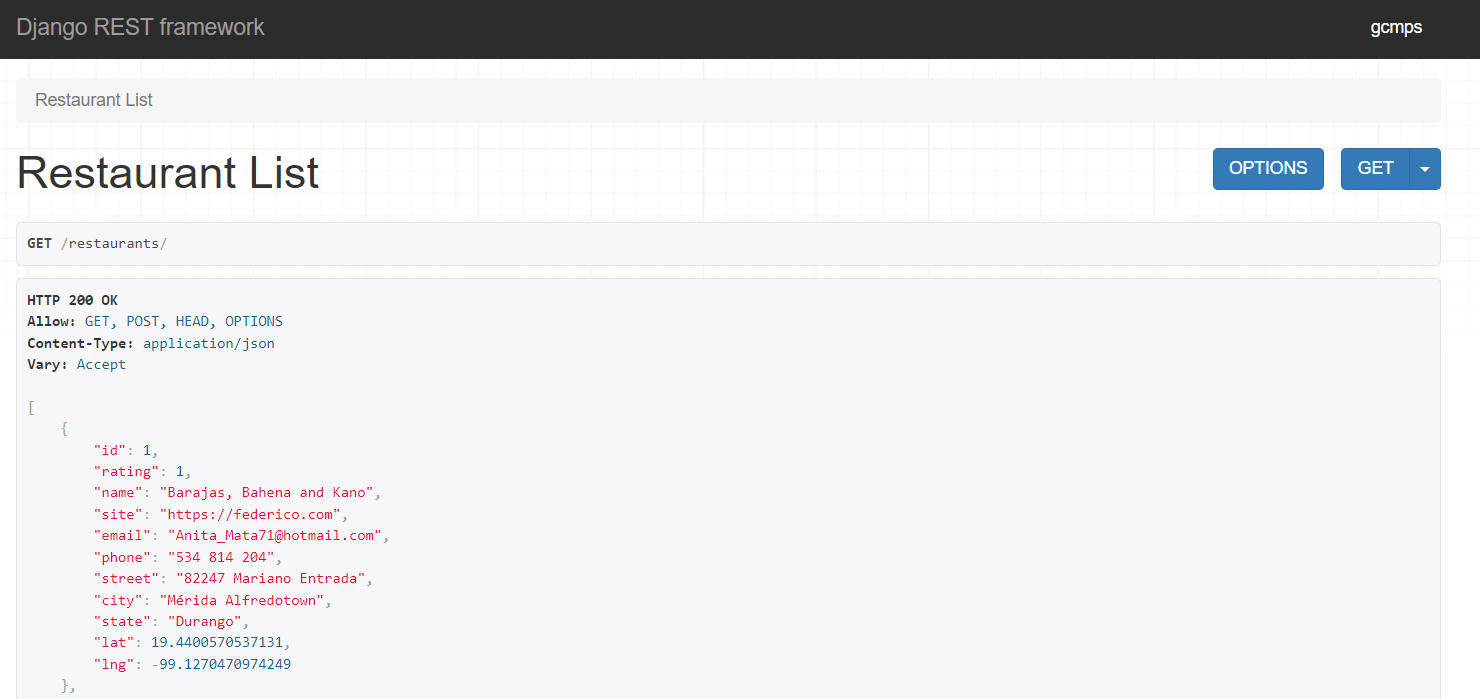 Django REST framework
gcmps
Restaurant List
Restaurant List
OPTIONS
GET
GET /restaurants/
HTTP 200 OK
Allow: GET, POST, HEAD, OPTIONS
Content-Type: application/json
Vary: Accept
[
    {
        "id": 1,
        "rating": 1,
        "name": "Barajas, Bahena and Kano",
        "site": "https://federico.com",
        "email": "Anita_Mata71@hotmail.com",
        "phone": "534 814 204",
        "street": "82247 Mariano Entrada",
        "city": "Mérida Alfredotown",
        "state": "Durango",
        "lat": 19.4400570537131,
        "lng": -99.1270470974249
    },